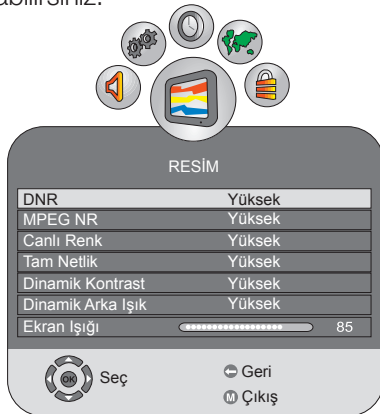 abilirsiniz.
RESİM
DNR Yüksek
MPEG NR Yüksek
Canlı Renk Yüksek
Tam Netlik Yüksek
Dinamik Kontrast Yüksek
Dinamik Arka Işık Yüksek
Ekran Işığı 85
OK Seç Geri
M Çıkış